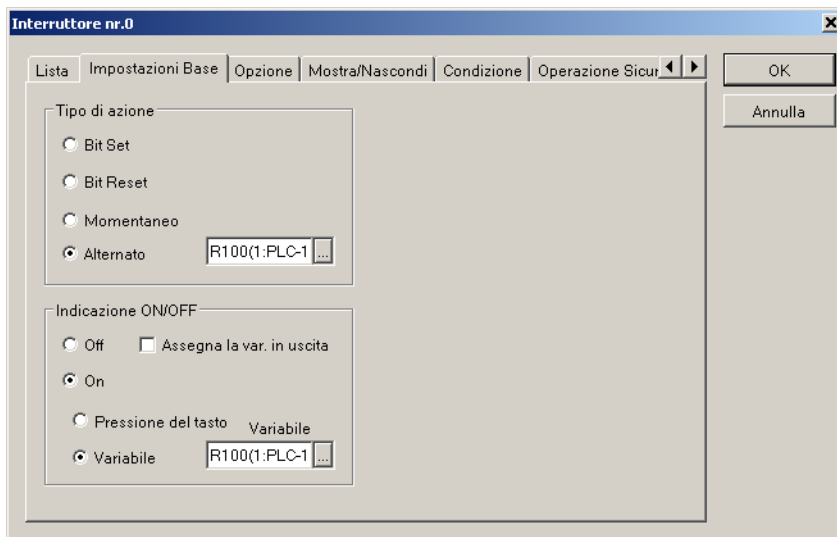 Interruttore nr.0
Lista Impostazioni Base Opzione Mostra/Nascondi Condizione Operazione Sicur
OK
Annulla
Tipo di azione
Bit Set
Bit Reset
Momentaneo
Alternato R100(1:PLC-1 ...
Indicazione ON/OFF
Off Assegna la var. in uscita
On
Pressione del tasto Variabile
Variabile R100(1:PLC-1 ...